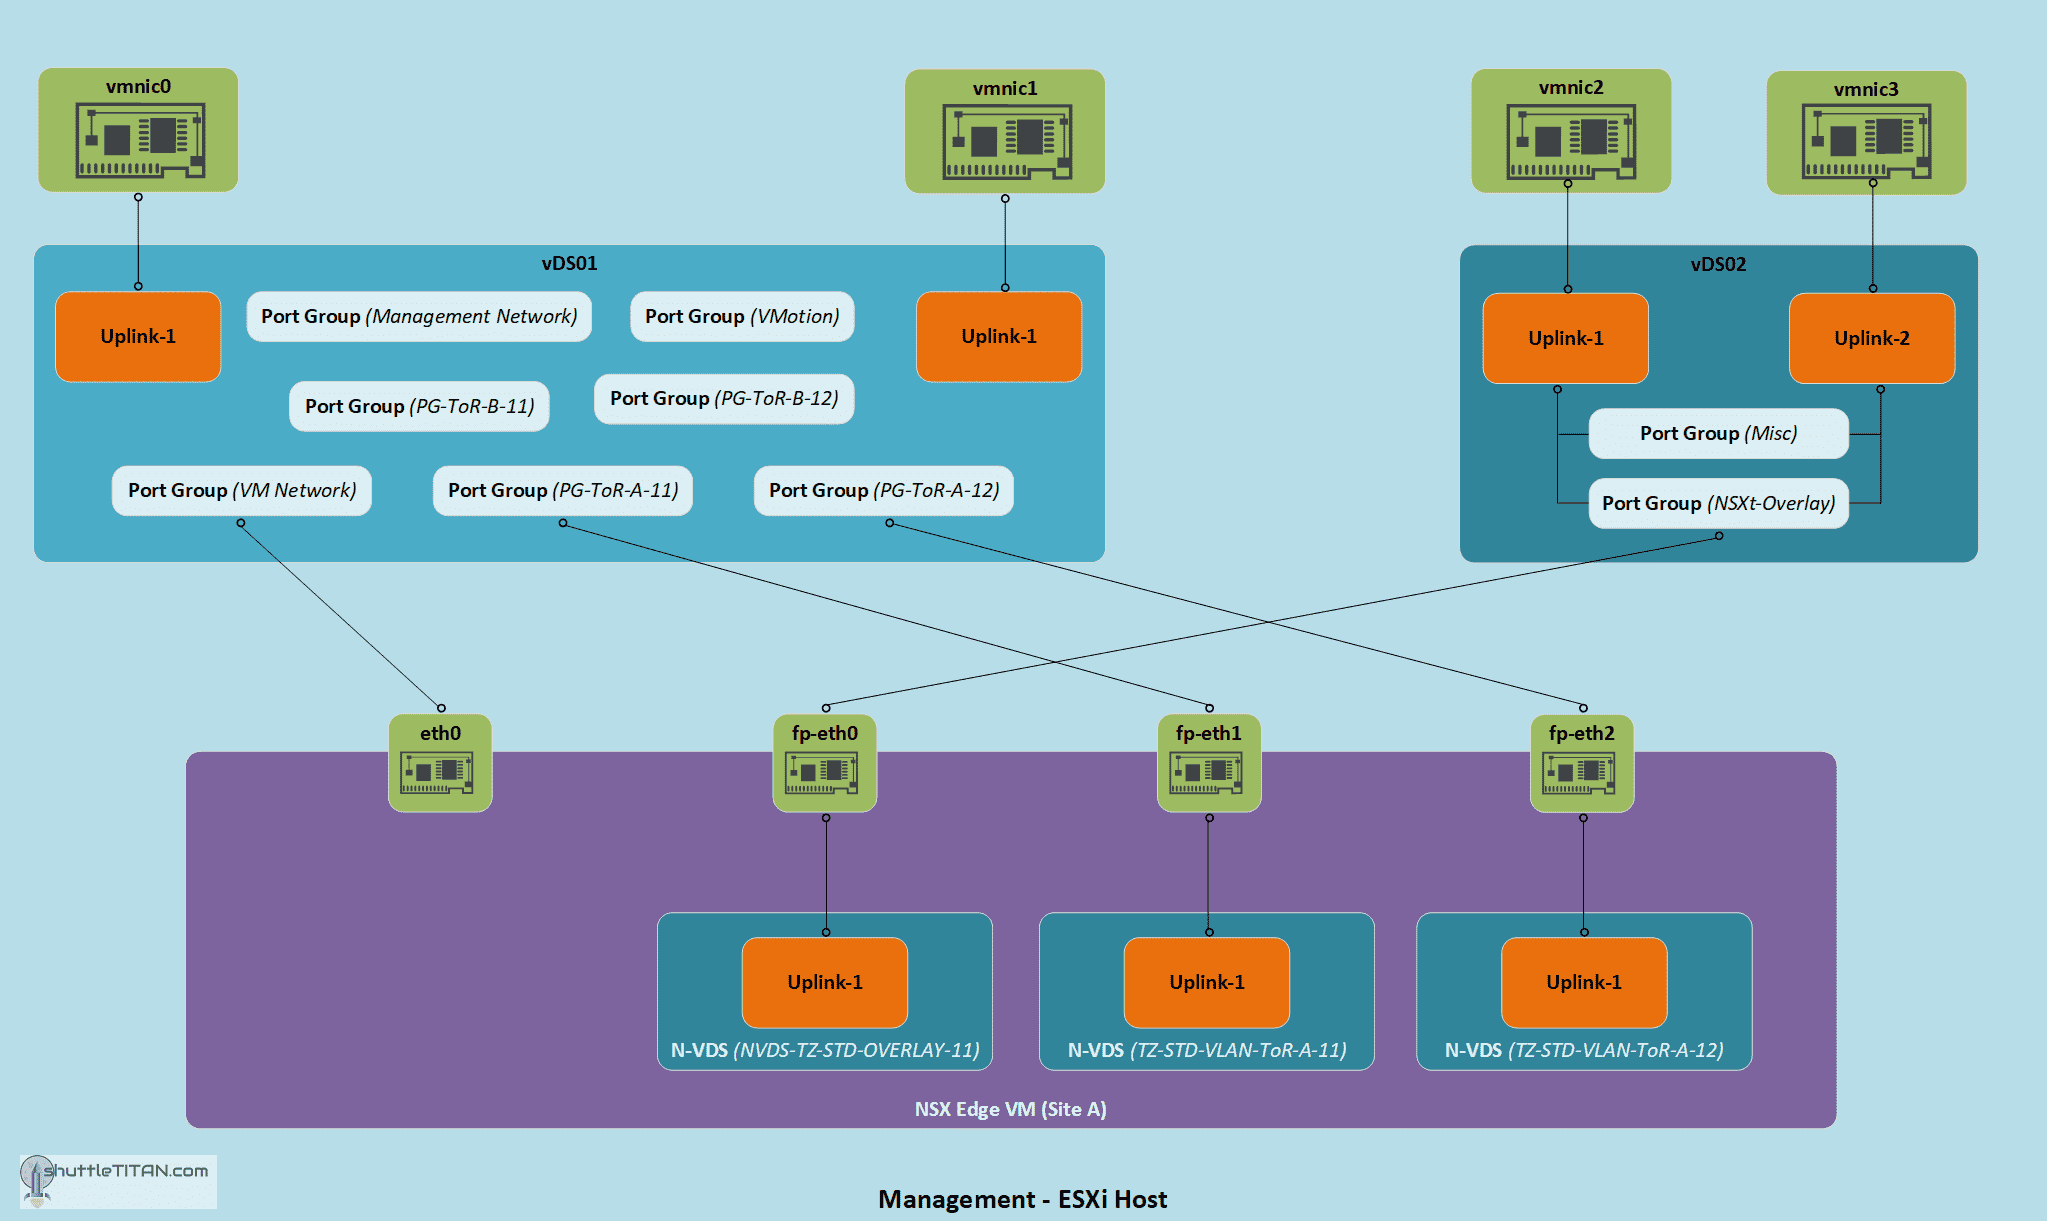 vmnic0
vmnic1
vmnic2
vmnic3
vDS01
Uplink-1
Port Group (Management Network)
Port Group (VMotion)
Uplink-1
Port Group (PG-ToR-B-11)
Port Group (PG-ToR-B-12)
Port Group (VM Network)
Port Group (PG-ToR-A-11)
Port Group (PG-ToR-A-12)
vDS02
Uplink-1
Uplink-2
Port Group (Misc)
Port Group (NSXt-Overlay)
eth0
fp-eth0
fp-eth1
fp-eth2
Uplink-1
N-VDS (NVDS-TZ-STD-OVERLAY-11)
Uplink-1
N-VDS (TZ-STD-VLAN-ToR-A-11)
Uplink-1
N-VDS (TZ-STD-VLAN-ToR-A-12)
NSX Edge VM (Site A)
shuttleTITAN.com
Management - ESXi Host